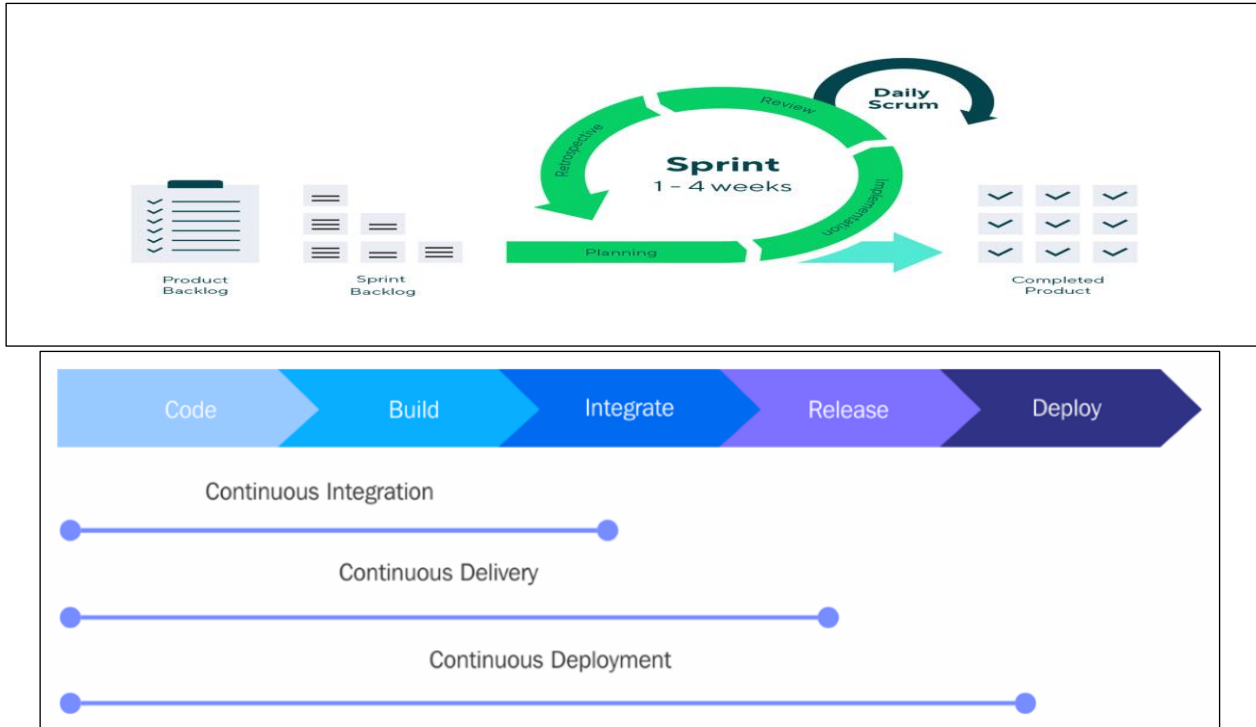 Daily
Scrum
Review
Retrospective
Sprint
1 - 4 weeks
Implementation
Planning
Product
Backlog
Sprint
Backlog
Completed
Product
Code
Build
Integrate
Release
Deploy
Continuous Integration
Continuous Delivery
Continuous Deployment